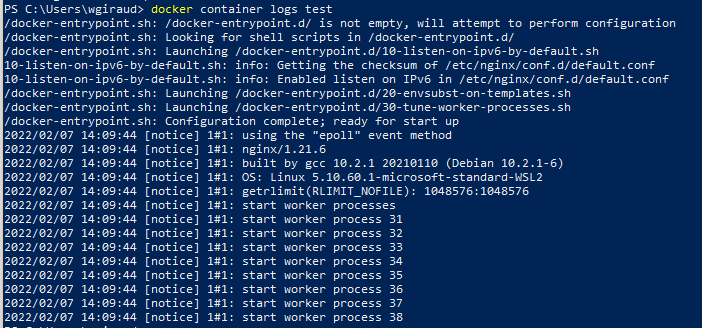 PS C:\Users\wgiraud> docker container logs test
/docker-entrypoint.sh: /docker-entrypoint.d/ is not empty, will attempt to perform configuration
/docker-entrypoint.sh: Looking for shell scripts in /docker-entrypoint.d/
/docker-entrypoint.sh: Launching /docker-entrypoint.d/10-listen-on-ipv6-by-default.sh
10-listen-on-ipv6-by-default.sh: info: Getting the checksum of /etc/nginx/conf.d/default.conf
10-listen-on-ipv6-by-default.sh: info: Enabled listen on IPv6 in /etc/nginx/conf.d/default.conf
/docker-entrypoint.sh: Launching /docker-entrypoint.d/20-envsubst-on-templates.sh
/docker-entrypoint.sh: Launching /docker-entrypoint.d/30-tune-worker-processes.sh
/docker-entrypoint.sh: Configuration complete; ready for start up
2022/02/07 14:09:44 [notice] 1#1: using the "epoll" event method
2022/02/07 14:09:44 [notice] 1#1: nginx/1.21.6
2022/02/07 14:09:44 [notice] 1#1: built by gcc 10.2.1 20210110 (Debian 10.2.1-6)
2022/02/07 14:09:44 [notice] 1#1: OS: Linux 5.10.60.1-microsoft-standard-WSL2
2022/02/07 14:09:44 [notice] 1#1: getrlimit(RLIMIT_NOFILE): 1048576:1048576
2022/02/07 14:09:44 [notice] 1#1: start worker processes
2022/02/07 14:09:44 [notice] 1#1: start worker process 31
2022/02/07 14:09:44 [notice] 1#1: start worker process 32
2022/02/07 14:09:44 [notice] 1#1: start worker process 33
2022/02/07 14:09:44 [notice] 1#1: start worker process 34
2022/02/07 14:09:44 [notice] 1#1: start worker process 35
2022/02/07 14:09:44 [notice] 1#1: start worker process 36
2022/02/07 14:09:44 [notice] 1#1: start worker process 37
2022/02/07 14:09:44 [notice] 1#1: start worker process 38